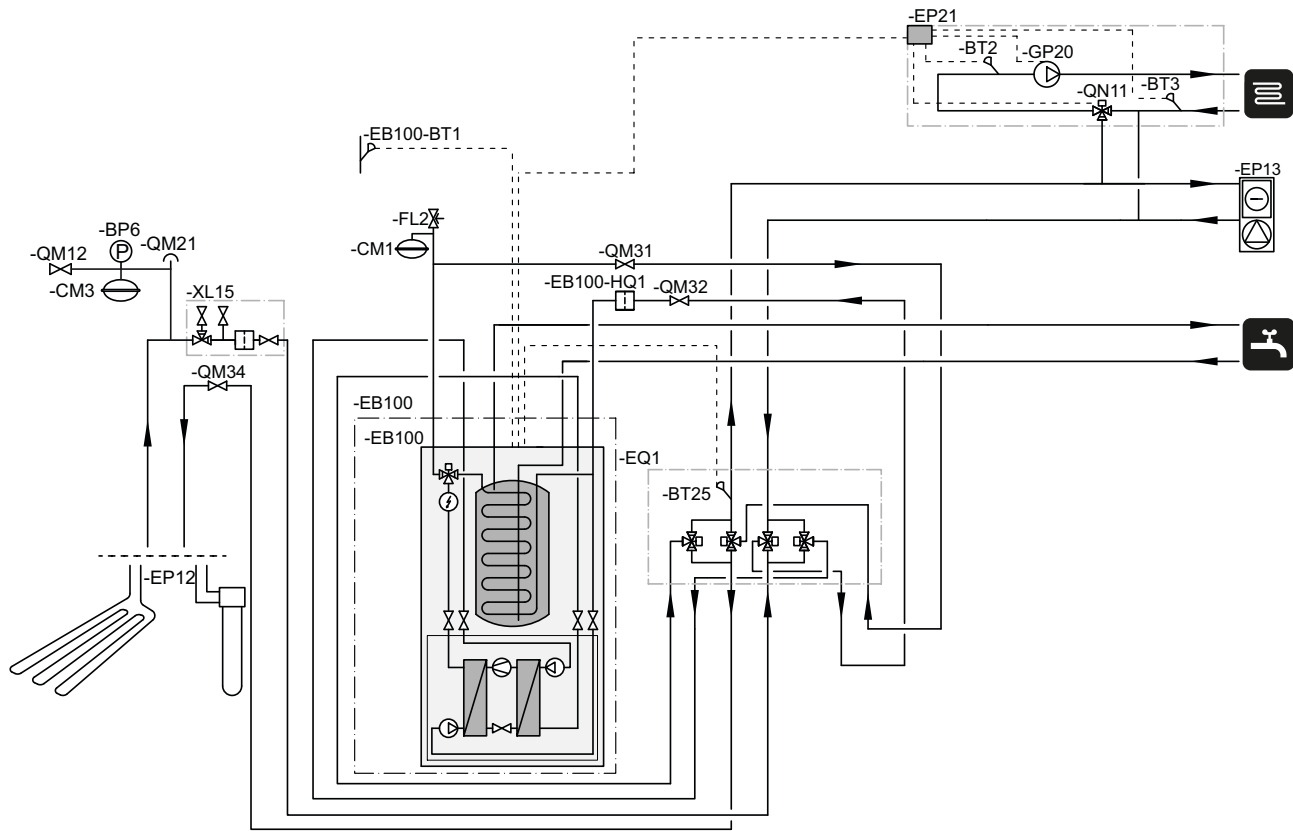 -EP21
-BT2
-GP20
-BT3
-QN11
-EB100-BT1
-EP13
-FL2
-CM1
-BP6
-QM21
-QM12
P
-CM3
-QM31
-EB100-HQ1
-QM32
-XL15
-QM34
-EB100
-EB100
-EQ1
-BT25
-EP12